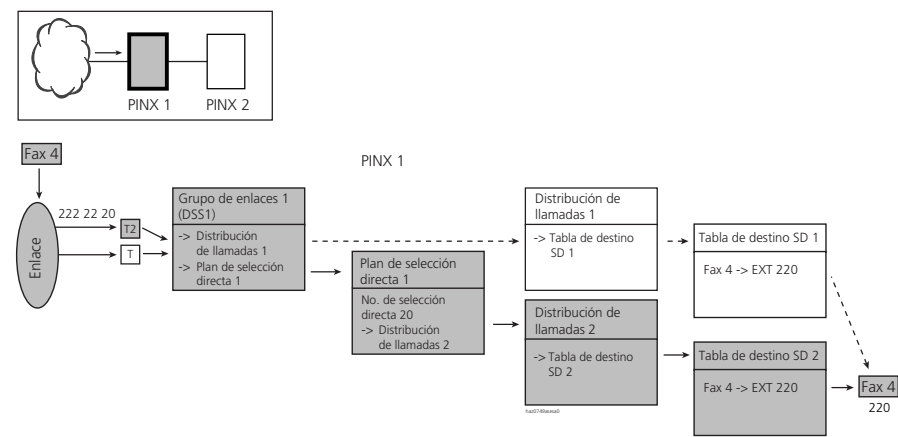 PINX 1
PINX 2
Fax 4
PINX 1
Enlace
222 22 20
T2
T
Grupo de enlaces 1
(DSS1)
-> Distribución
de llamadas 1
-> Plan de selección
directa 1
Plan de selección
directa 1
No. de selección
directa 20
-> Distribución
de llamadas 2
Distribución de
llamadas 1
-> Tabla de destino
SD 1
Distribución de
llamadas 2
-> Tabla de destino
SD 2
Tabla de destino SD 1
Fax 4 -> EXT 220
Tabla de destino SD 2
Fax 4 -> EXT 220
Fax 4
220